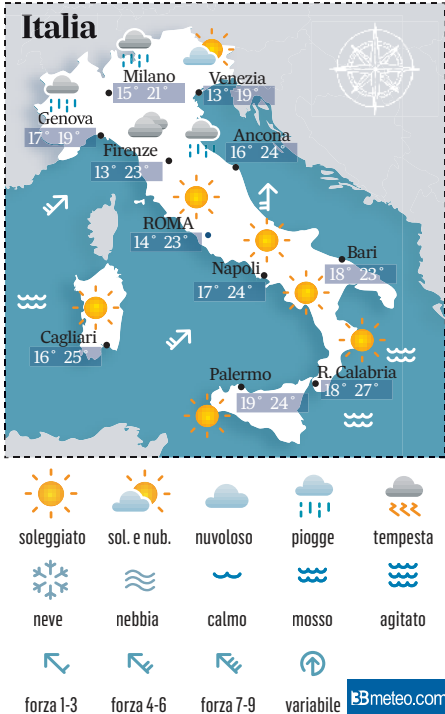 Italia
Milano
15° 21°
Venezia
13° 19°
Genova
17° 19°
Firenze
13° 23°
Ancona
16° 24°
ROMA
14° 23°
Napoli
17° 24°
Bari
18° 23°
Cagliari
16° 25°
Palermo
19° 24°
R. Calabria
18° 27°
soleggiato sol. e nub. nuvoloso piogge tempesta
neve nebbia calmo mosso agitato
forza 1-3 forza 4-6 forza 7-9 variabile
3Bmeteo.com